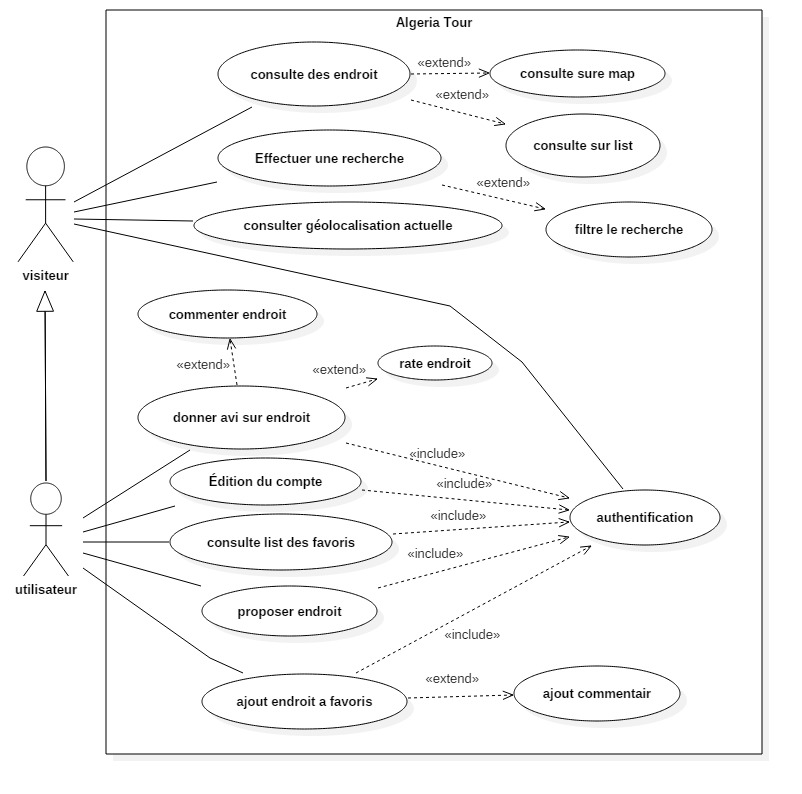 Algeria Tour
consulte des endroit
«extend»
consulte sure map
«extend»
consulte sur list
Effectuer une recherche
«extend»
consulter géolocalisation actuelle
filtre le recherche
visiteur
commenter endroit
«extend»
«extend»
rate endroit
donner avi sur endroit
«include»
Édition du compte
«include»
consulte list des favoris
«include»
authentification
«include»
utilisateur
proposer endroit
«include»
ajout endroit a favoris
«extend»
ajout commentair